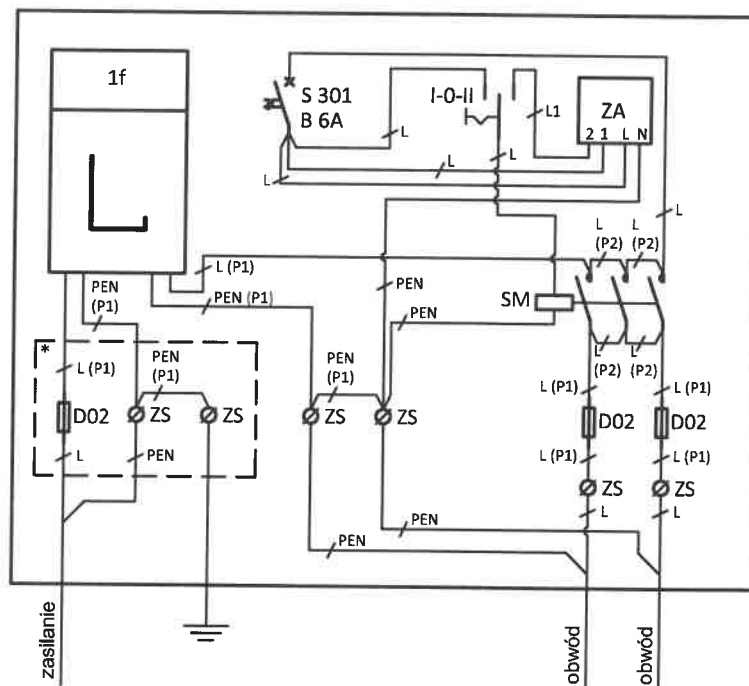 1f
S 301
B 6A
I-0-II
L1
ZA
2 1 L N
L
L
L
L
L
L
(P2)
L
(P2)
L (P1)
PEN
(P1)
PEN (P1)
PEN
PEN
SM
*
L (P1)
PEN
(P1)
PEN
(P1)
L
(P2)
L
(P2)
L (P1)
L (P1)
D02
ZS
ZS
ZS
ZS
D02
D02
L
PEN
L (P1)
L (P1)
ZS
ZS
L
L
PEN
PEN
zasilanie
obwód
obwód